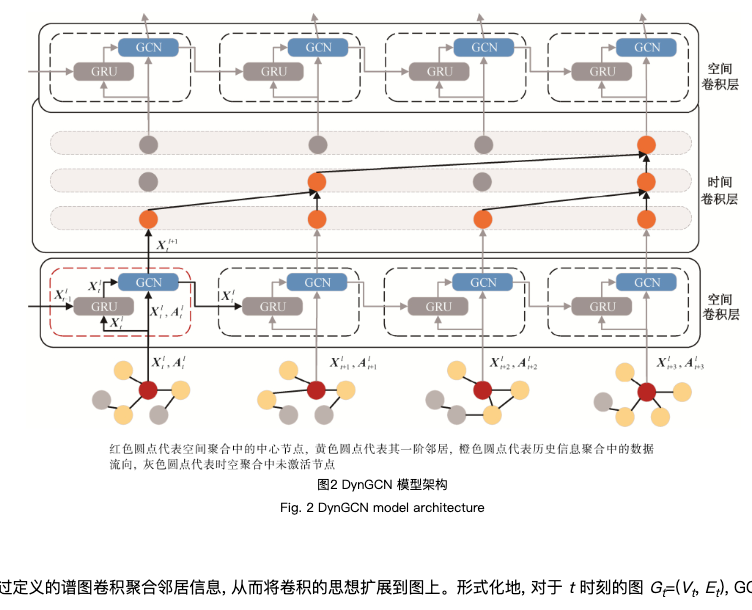 GCN GCN GCN GCN
GRU GRU GRU GRU
空间
卷积层
时间
卷积层
X_t^{l+1}
GCN GCN GCN GCN
X_{t-1}^l X_t^l GRU X_t^l X_t^l, A_t^l X_t^l GRU GRU GRU
空间
卷积层
X_t^l, A_t^l X_{t+1}^l, A_{t+1}^l X_{t+2}^l, A_{t+2}^l X_{t+3}^l, A_{t+3}^l
红色圆点代表空间聚合中的中心节点, 黄色圆点代表其一阶邻居, 橙色圆点代表历史信息聚合中的数据
流向, 灰色圆点代表时空聚合中未激活节点
图2 DynGCN 模型架构
Fig. 2 DynGCN model architecture
过定义的谱图卷积聚合邻居信息, 从而将卷积的思想扩展到图上。形式化地, 对于 t 时刻的图 G_t=(V_t, E_t), GC